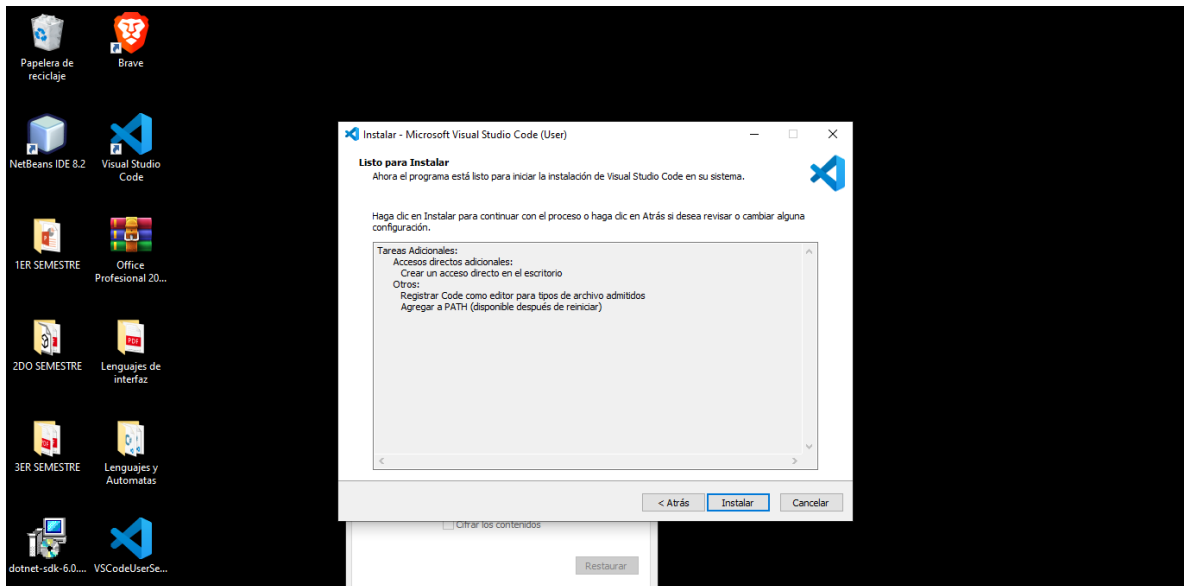 Papelera de
reciclaje
Brave
NetBeans IDE 8.2
Visual Studio
Code
1ER SEMESTRE
Office
Profesional 20...
2DO SEMESTRE
Lenguajes de
interfaz
3ER SEMESTRE
Lenguajes y
Automatas
dotnet-sdk-6.0....
VSCodeUserSe...
Instalar - Microsoft Visual Studio Code (User)
Listo para Instalar
Ahora el programa está listo para iniciar la instalación de Visual Studio Code en su sistema.
Haga clic en Instalar para continuar con el proceso o haga clic en Atrás si desea revisar o cambiar alguna
configuración.
Tareas Adicionales:
Accesos directos adicionales:
Crear un acceso directo en el escritorio
Otros:
Registrar Code como editor para tipos de archivo admitidos
Agregar a PATH (disponible después de reiniciar)
< Atrás
Instalar
Cancelar
Cifrar los contenidos
Restaurar